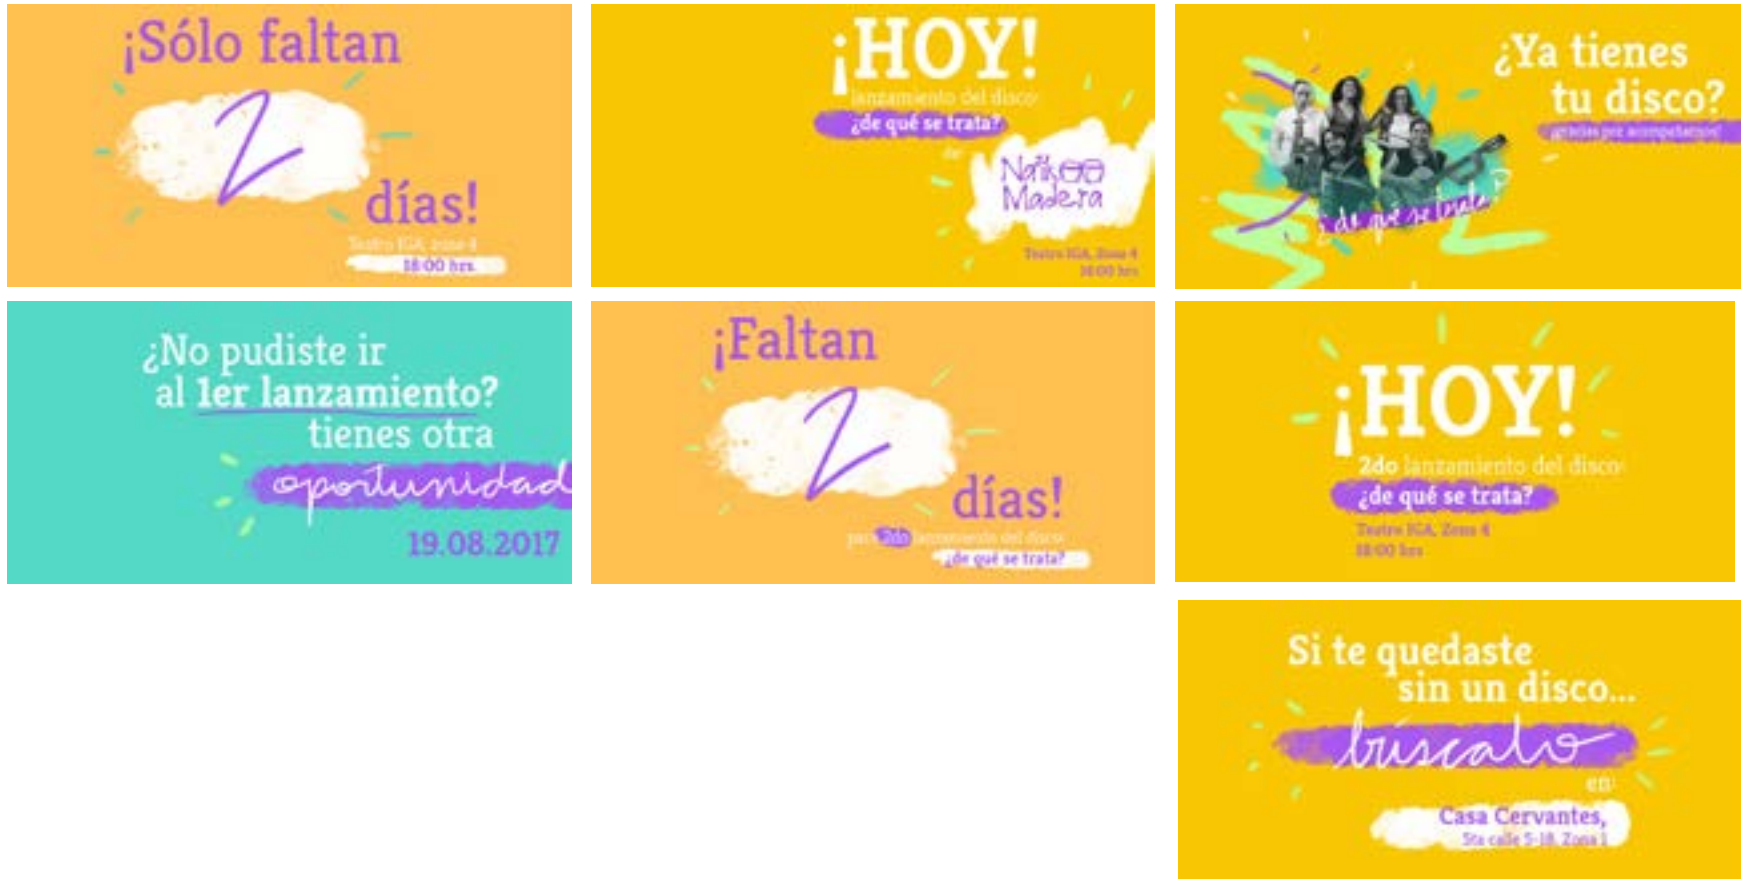 ¡Sólo faltan
2
días!
Teatro IGA, zona 4
18:00 hrs.
¡HOY!
lanzamiento del disco:
¿de qué se trata?
de:
Madera
Teatro IGA, Zona 4
18:00 hrs
¿Ya tienes
tu disco?
¡gracias por acompañarnos!
¿de qué se trata?
¿No pudiste ir
al 1er lanzamiento?
tienes otra
oportunidad
19.08.2017
¡Faltan
2
días!
para 2do lanzamiento del disco:
¿de qué se trata?
¡HOY!
2do lanzamiento del disco:
¿de qué se trata?
Teatro IGA, Zona 4
18:00 hrs
Si te quedaste
sin un disco...
búscalo
en:
Casa Cervantes,
5ta calle 5-18, Zona 1